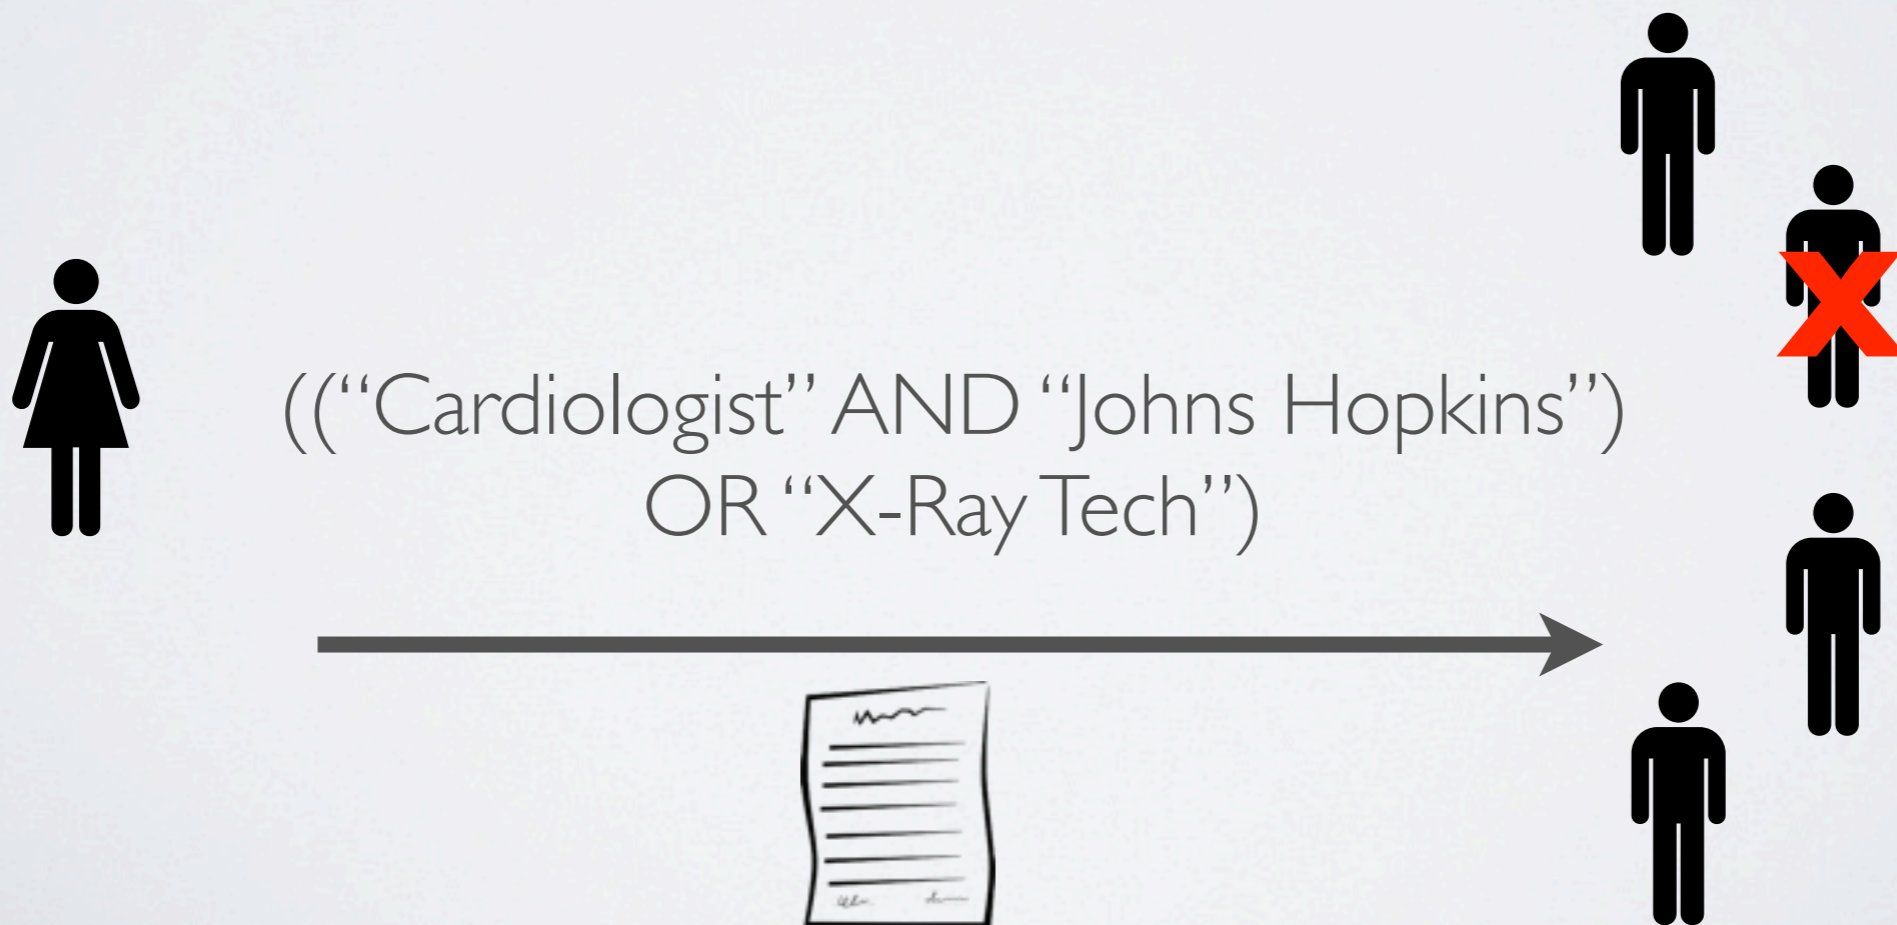 ((“Cardiologist” AND “Johns Hopkins”)
OR “X-Ray Tech”)
X